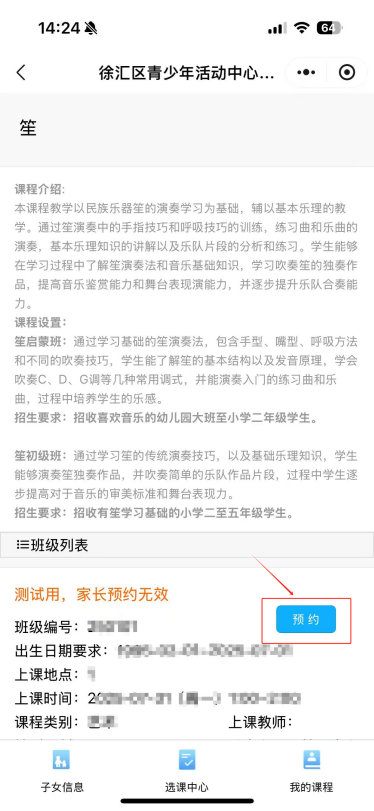 14:24
64
徐汇区青少年活动中心...
笙
课程介绍:
本课程教学以民族乐器笙的演奏学习为基础，辅以基本乐理的教
学。通过笙演奏中的手指技巧和呼吸技巧的训练，练习曲和乐曲的
演奏，基本乐理知识的讲解以及乐队片段的分析和练习。学生能够
在学习过程中了解笙演奏法和音乐基础知识，学习吹奏笙的独奏作
品，提高音乐鉴赏能力和舞台表现演能力，并逐步提升乐队合奏能
力。
课程设置：
笙启蒙班：通过学习基础的笙演奏法，包含手型、嘴型、呼吸方法
和不同的吹奏技巧，学生能了解笙的基本结构以及发音原理，学会
吹奏C、D、G调等几种常用调式，并能演奏入门的练习曲和乐
曲，过程中培养学生的乐感。
招生要求：招收喜欢音乐的幼儿园大班至小学二年级学生。
笙初级班：通过学习笙的传统演奏技巧，以及基础乐理知识，学生
能够演奏笙独奏作品，并吹奏简单的乐队作品片段，过程中学生逐
步提高对于音乐的审美标准和舞台表现力。
招生要求：招收有笙学习基础的小学二至五年级学生。
班级列表
测试用，家长预约无效
预 约
班级编号：
出生日期要求：
上课地点：
上课时间：
课程类别： 上课教师：
子女信息 选课中心 我的课程